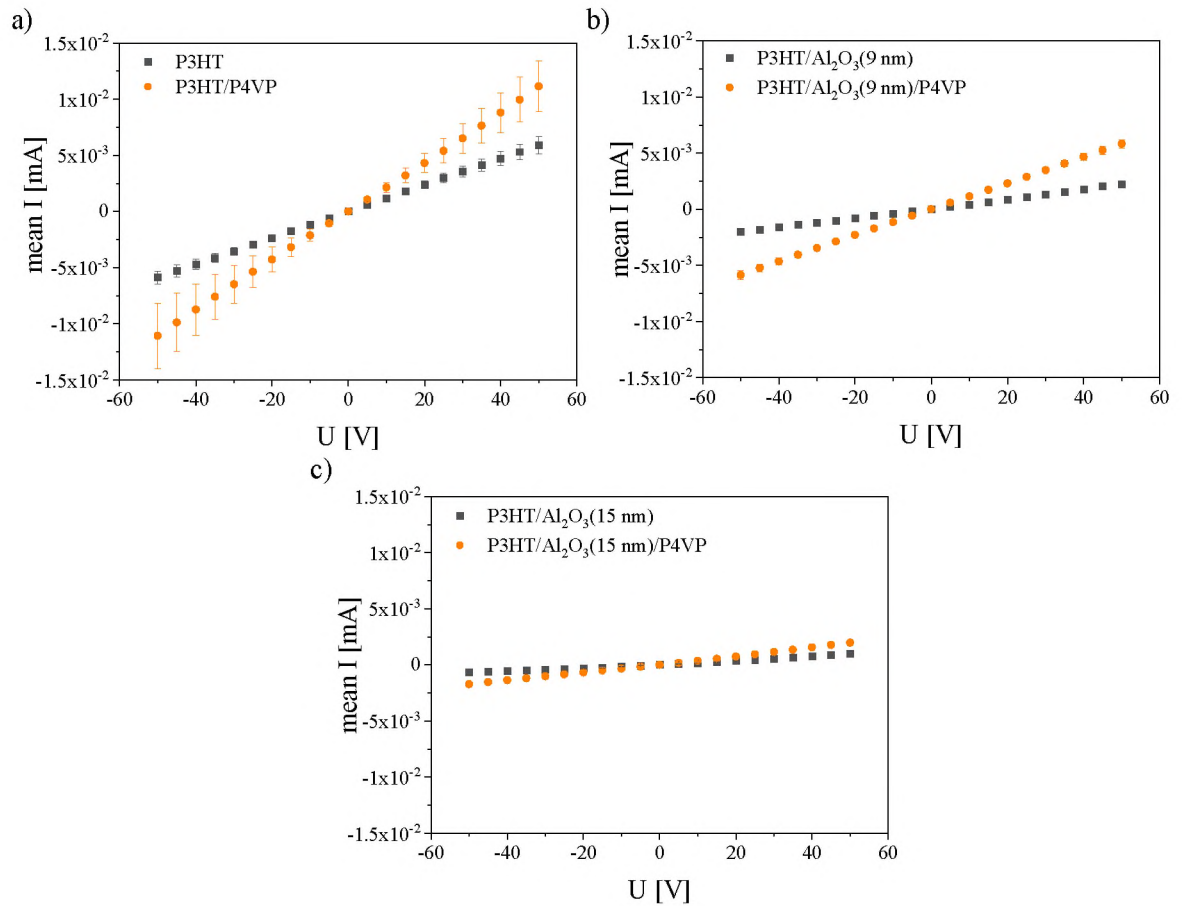 a)
P3HT
P3HT/P4VP
1.5x10⁻²
1x10⁻²
5x10⁻³
0
-5x10⁻³
-1x10⁻²
-1.5x10⁻²
mean I [mA]
-60 -40 -20 0 20 40 60
U [V]
b)
P3HT/Al₂O₃(9 nm)
P3HT/Al₂O₃(9 nm)/P4VP
1.5x10⁻²
1x10⁻²
5x10⁻³
0
-5x10⁻³
-1x10⁻²
-1.5x10⁻²
mean I [mA]
-60 -40 -20 0 20 40 60
U [V]
c)
P3HT/Al₂O₃(15 nm)
P3HT/Al₂O₃(15 nm)/P4VP
1.5x10⁻²
1x10⁻²
5x10⁻³
0
-5x10⁻³
-1x10⁻²
-1.5x10⁻²
mean I [mA]
-60 -40 -20 0 20 40 60
U [V]